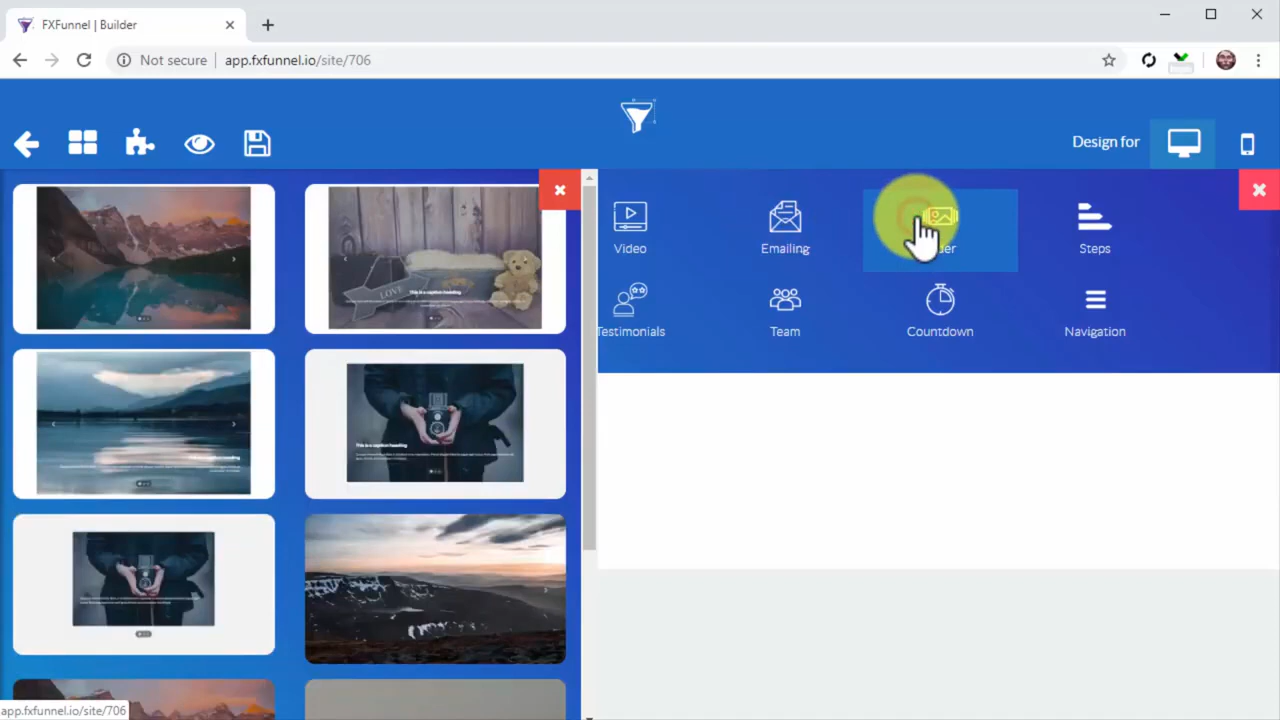 FXFunnel | Builder
Not secure
app.fxfunnel.io/site/706
Design for
Video
Emailing
Steps
Testimonials
Team
Countdown
Navigation
LOVE
This is a caption heading
This is a caption heading
app.fxfunnel.io/site/706